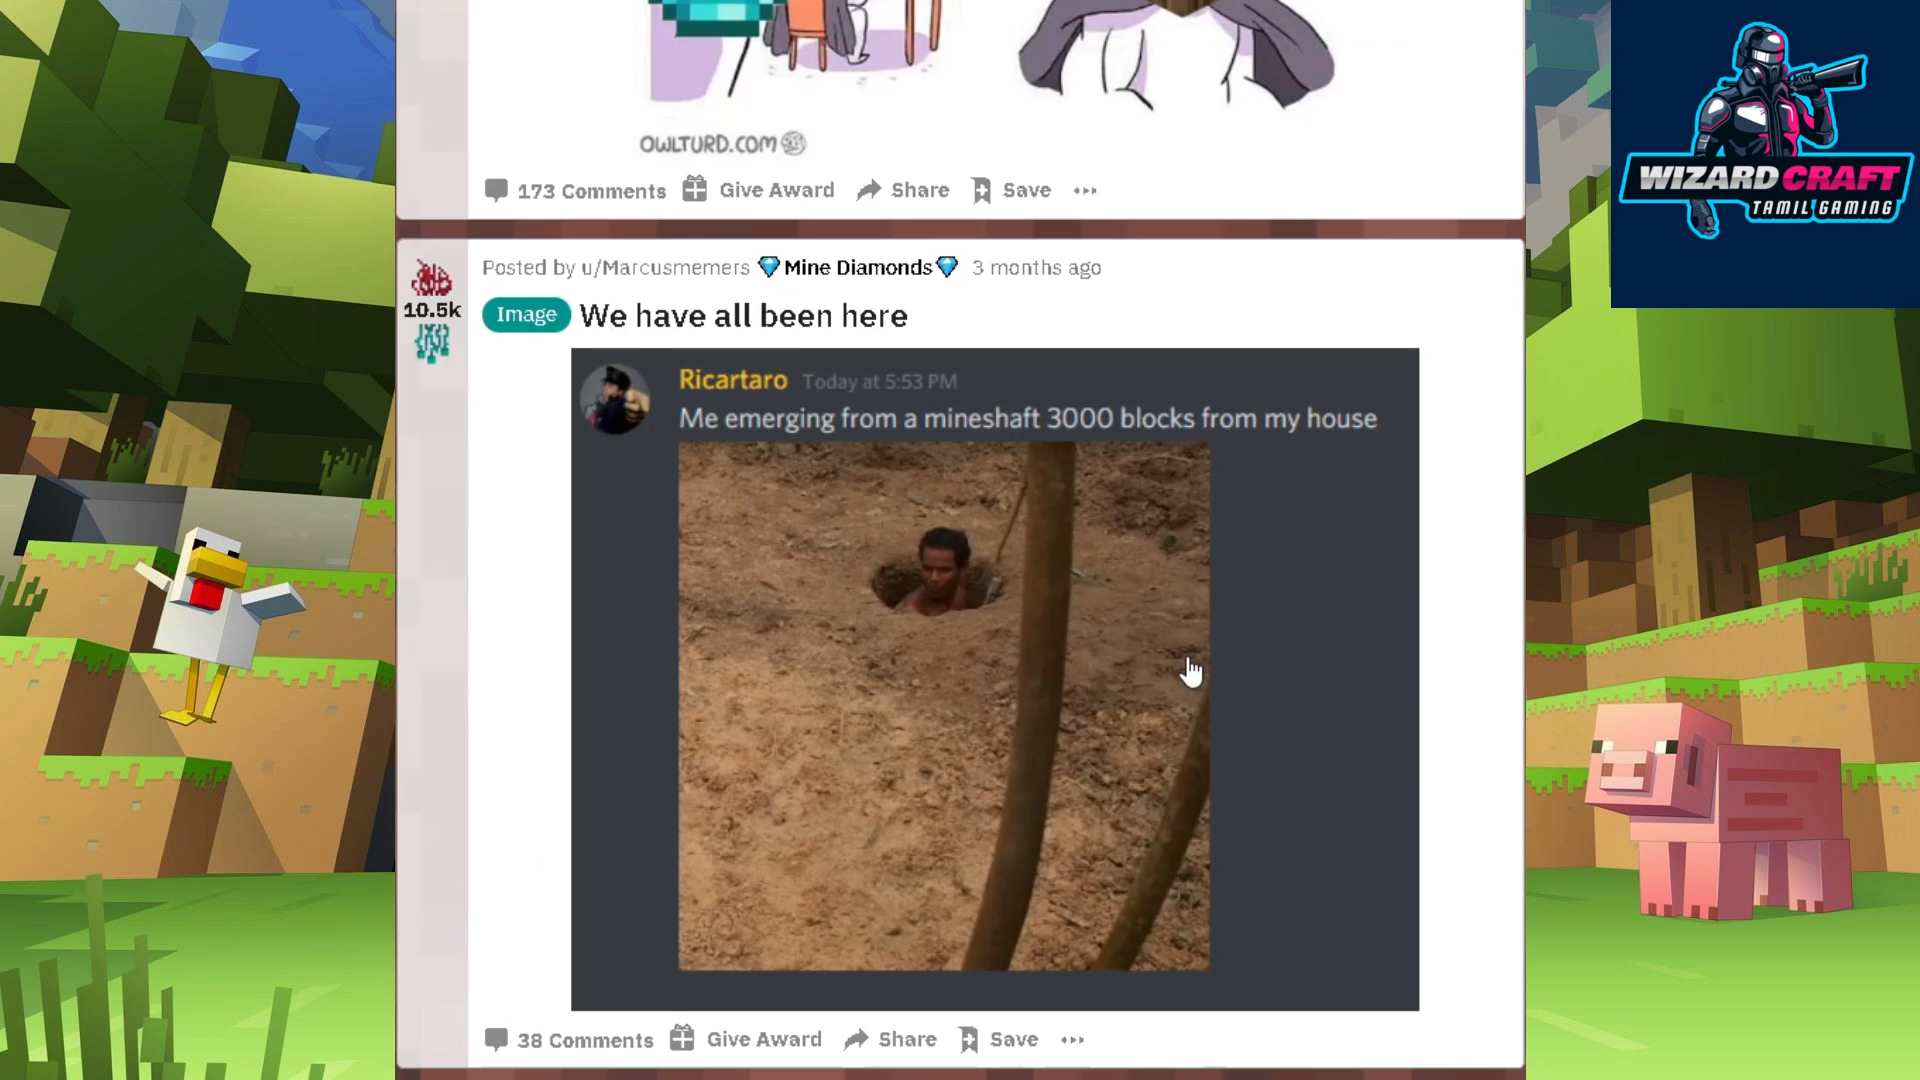 OWLTURD.COM
173 Comments Give Award Share Save
WIZARD CRAFT
TAMIL GAMING
Posted by u/Marcusmemers 💎Mine Diamonds💎 3 months ago
10.5k
Image We have all been here
Ricartaro Today at 5:53 PM
Me emerging from a mineshaft 3000 blocks from my house
38 Comments Give Award Share Save